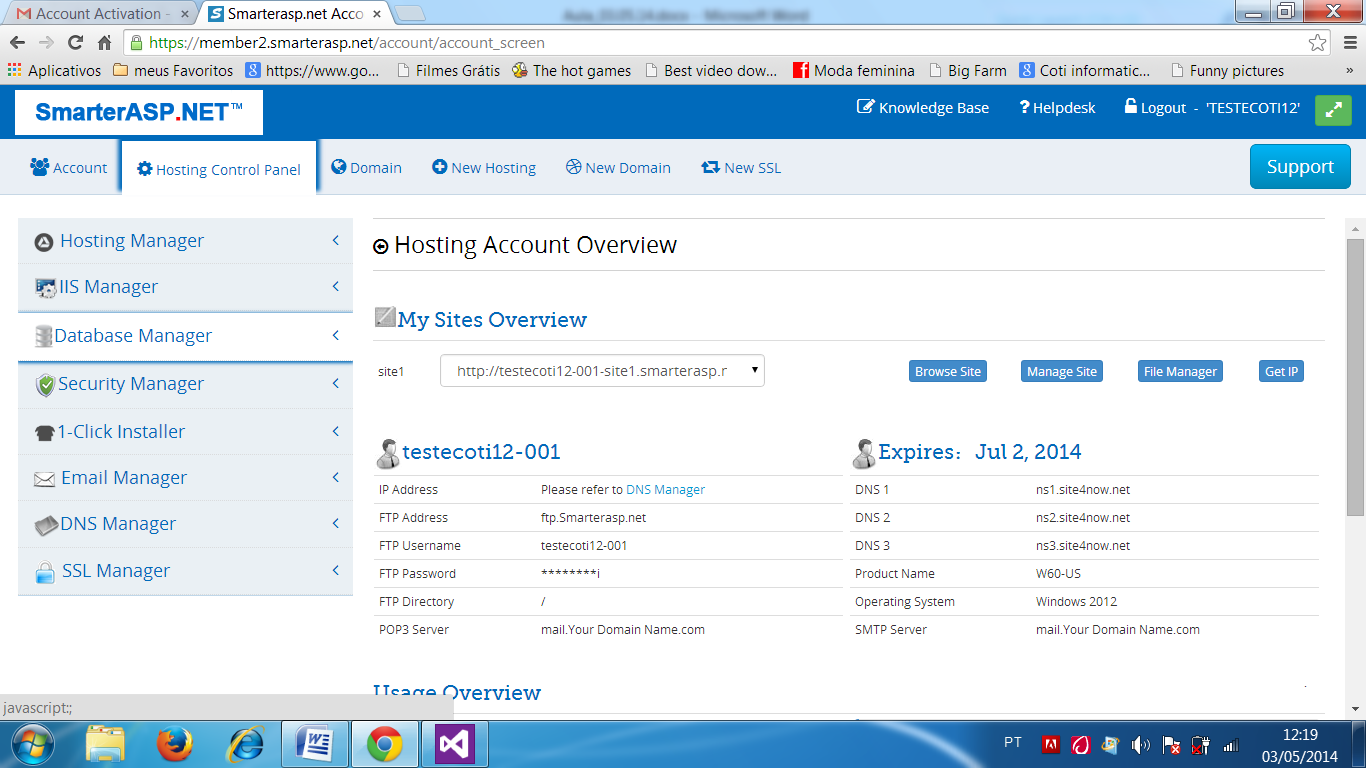 Account Activation -
Smarterasp.net Acco
https://member2.smarterasp.net/account/account_screen
Aplicativos meus Favoritos https://www.go... Filmes Grátis The hot games Best video dow... Moda feminina Big Farm Coti informatic... Funny pictures »
SmarterASP.NET™ Knowledge Base Helpdesk Logout - 'TESTECOTI12'
Account Hosting Control Panel Domain New Hosting New Domain New SSL Support
Hosting Manager
IIS Manager
Database Manager
Security Manager
1-Click Installer
Email Manager
DNS Manager
SSL Manager
Hosting Account Overview
My Sites Overview
site1 http://testecoti12-001-site1.smarterasp.r Browse Site Manage Site File Manager Get IP
testecoti12-001
IP Address Please refer to DNS Manager
FTP Address ftp.Smarterasp.net
FTP Username testecoti12-001
FTP Password ********i
FTP Directory /
POP3 Server mail.Your Domain Name.com
Expires: Jul 2, 2014
DNS 1 ns1.site4now.net
DNS 2 ns2.site4now.net
DNS 3 ns3.site4now.net
Product Name W60-US
Operating System Windows 2012
SMTP Server mail.Your Domain Name.com
Usage Overview
javascript:;
PT 12:19
03/05/2014